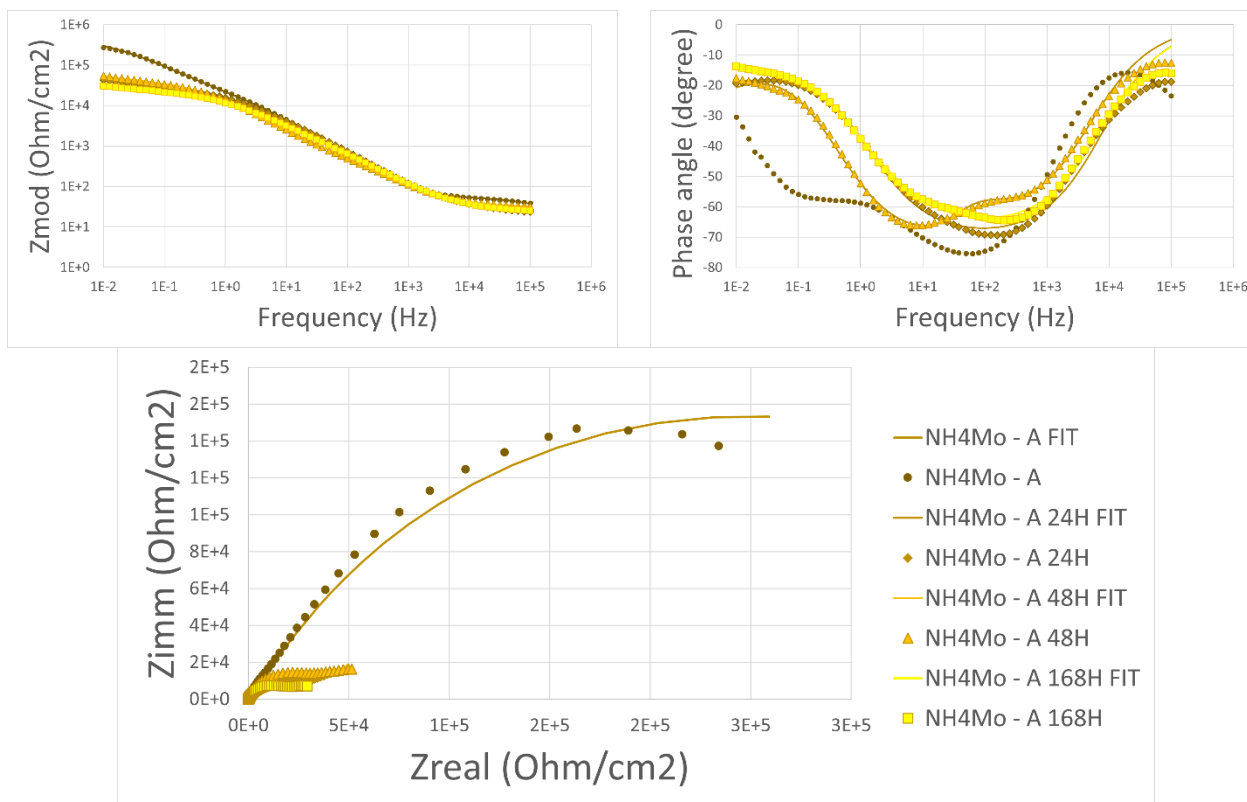 1E+6
1E+5
1E+4
1E+3
1E+2
1E+1
1E+0
1E-2 1E-1 1E+0 1E+1 1E+2 1E+3 1E+4 1E+5 1E+6
Zmod (Ohm/cm2)
Frequency (Hz)
0
-10
-20
-30
-40
-50
-60
-70
-80
1E-2 1E-1 1E+0 1E+1 1E+2 1E+3 1E+4 1E+5 1E+6
Phase angle (degree)
Frequency (Hz)
2E+5
2E+5
1E+5
1E+5
1E+5
8E+4
6E+4
4E+4
2E+4
0E+0
0E+0 5E+4 1E+5 2E+5 2E+5 3E+5 3E+5
Zimm (Ohm/cm2)
Zreal (Ohm/cm2)
NH4Mo - A FIT
NH4Mo - A
NH4Mo - A 24H FIT
NH4Mo - A 24H
NH4Mo - A 48H FIT
NH4Mo - A 48H
NH4Mo - A 168H FIT
NH4Mo - A 168H